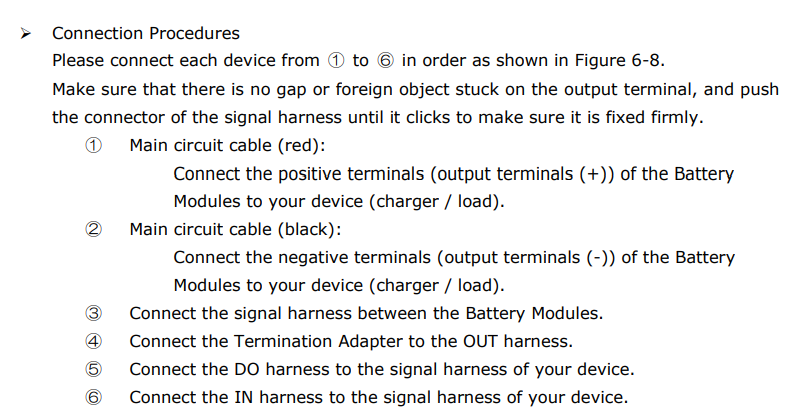 ➢ Connection Procedures
Please connect each device from ① to ⑥ in order as shown in Figure 6-8.
Make sure that there is no gap or foreign object stuck on the output terminal, and push
the connector of the signal harness until it clicks to make sure it is fixed firmly.
① Main circuit cable (red):
Connect the positive terminals (output terminals (+)) of the Battery
Modules to your device (charger / load).
② Main circuit cable (black):
Connect the negative terminals (output terminals (-)) of the Battery
Modules to your device (charger / load).
③ Connect the signal harness between the Battery Modules.
④ Connect the Termination Adapter to the OUT harness.
⑤ Connect the DO harness to the signal harness of your device.
⑥ Connect the IN harness to the signal harness of your device.